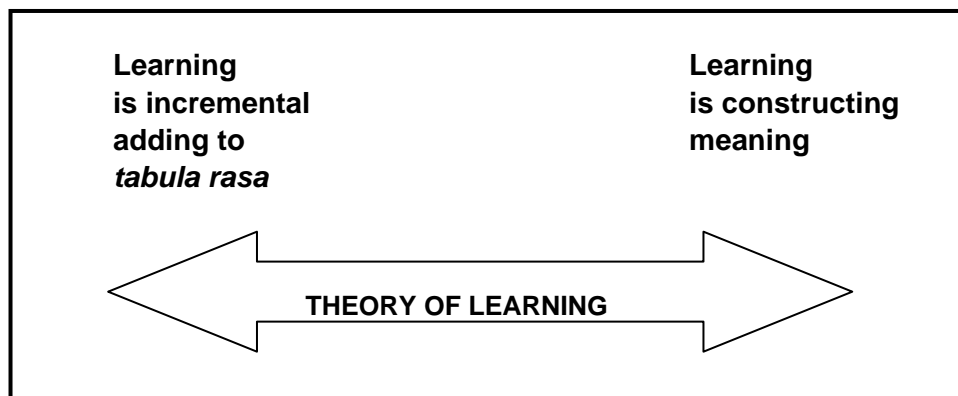 Learning
is incremental
adding to
tabula rasa
Learning
is constructing
meaning
THEORY OF LEARNING